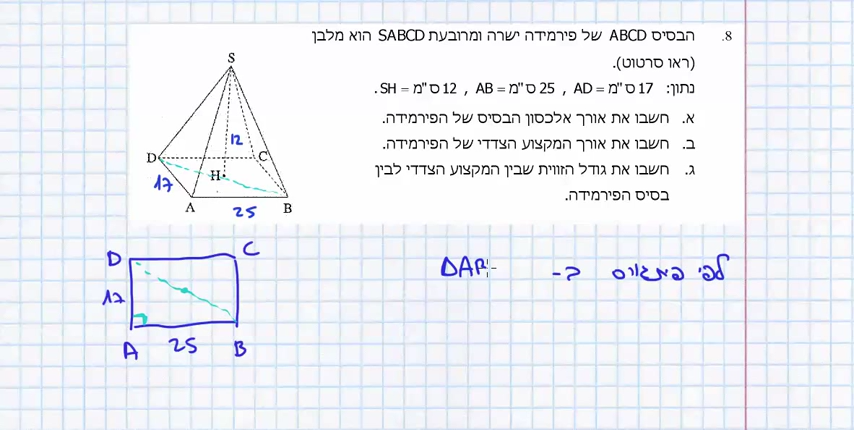 8. הבסיס ABCD של פירמידה ישרה ומרובעת SABCD הוא מלבן
(ראו סרטוט).
נתון: 17 ס"מ = AD , 25 ס"מ = AB , 12 ס"מ = SH .
א. חשבו את אורך אלכסון הבסיס של הפירמידה.
ב. חשבו את אורך המקצוע הצדדי של הפירמידה.
ג. חשבו את גודל הזווית שבין המקצוע הצדדי לבין
בסיס הפירמידה.
S
12
D C
17 H
A B
25
D C
17
A 25 B
לפי פתגורס ב- ΔAB